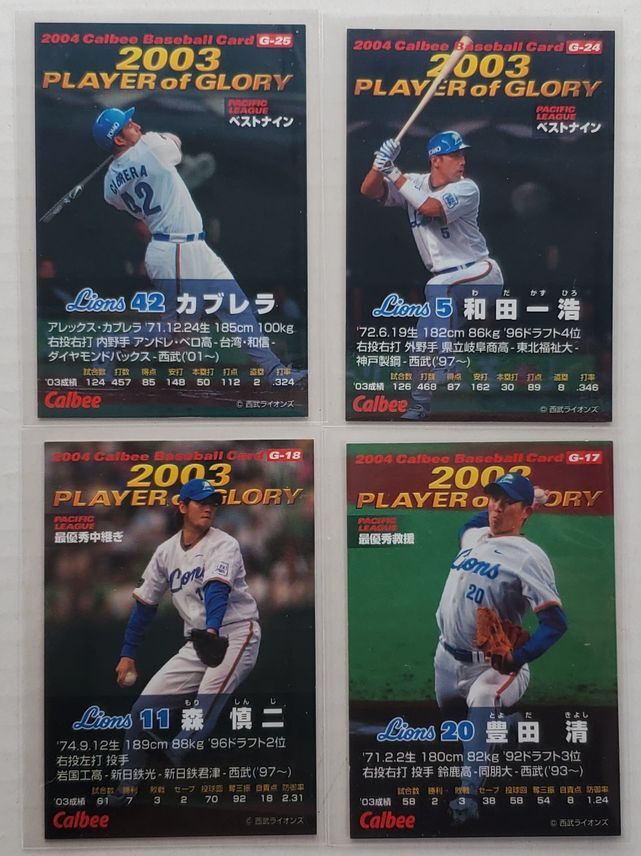 2004 Calbee Baseball Card G-25
2003
PLAYER of GLORY
PACIFIC
LEAGUE
ベストナイン
CABRERA
42
Lions 42 カブレラ
アレックス・カブレラ '71.12.24生 185cm 100kg
右投右打 内野手 アンドレ・ベロ高-台湾・和信-
ダイヤモンドバックス-西武('01〜)
試合数 打数 得点 安打 本塁打 打点 盗塁 打率
'03成績 124 457 85 148 50 112 2 .324
Calbee
© 西武ライオンズ
2004 Calbee Baseball Card G-24
2003
PLAYER of GLORY
PACIFIC
LEAGUE
ベストナイン
5
わ だ かず ひろ
Lions 5 和田一浩
'72.6.19生 182cm 86kg '96ドラフト4位
右投右打 外野手 県立岐阜商高-東北福祉大-
神戸製鋼-西武('97〜)
試合数 打数 得点 安打 本塁打 打点 盗塁 打率
'03成績 126 468 87 162 30 89 8 .346
Calbee
© 西武ライオンズ
2004 Calbee Baseball Card G-18
2003
PLAYER of GLORY
PACIFIC
LEAGUE
最優秀中継ぎ
Lions
もり しん じ
Lions 11 森 慎二
'74.9.12生 189cm 88kg '96ドラフト2位
右投左打 投手
岩国工高-新日鉄光-新日鉄君津-西武('97〜)
試合数 勝利 敗戦 セーブ 投球回 奪三振 自責点 防御率
'03成績 61 7 3 2 70 92 18 2.31
Calbee
© 西武ライオンズ
2004 Calbee Baseball Card G-17
2003
PLAYER of GLORY
PACIFIC
LEAGUE
最優秀救援
Lions
20
とよ だ きよし
Lions 20 豊田 清
'71.2.2生 180cm 82kg '92ドラフト3位
右投右打 投手 鈴鹿高-同朋大-西武('93〜)
試合数 勝利 敗戦 セーブ 投球回 奪三振 自責点 防御率
'03成績 58 2 3 38 58 54 8 1.24
Calbee
© 西武ライオンズ